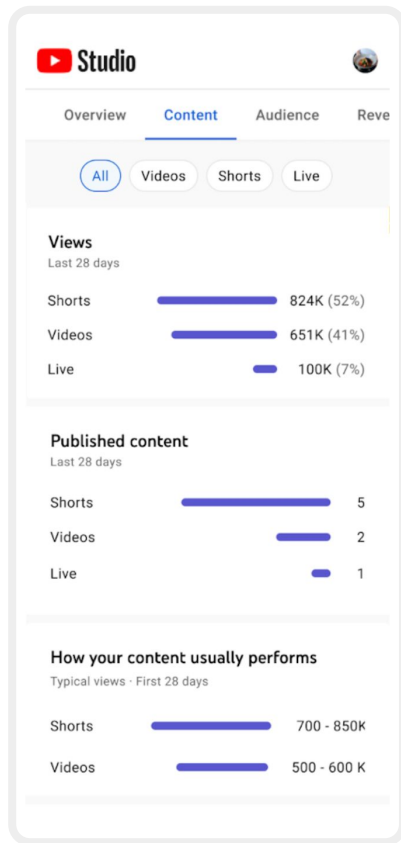 Studio
Overview Content Audience Reve
All Videos Shorts Live
Views
Last 28 days
Shorts 824K (52%)
Videos 651K (41%)
Live 100K (7%)
Published content
Last 28 days
Shorts 5
Videos 2
Live 1
How your content usually performs
Typical views · First 28 days
Shorts 700 - 850K
Videos 500 - 600 K